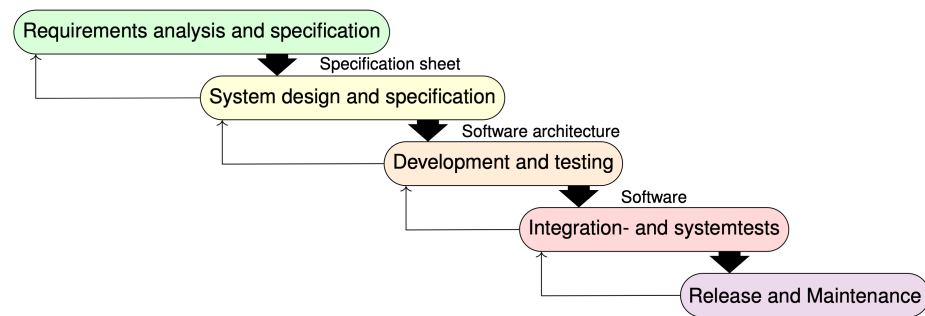 Requirements analysis and specification
Specification sheet
System design and specification
Software architecture
Development and testing
Software
Integration- and systemtests
Release and Maintenance